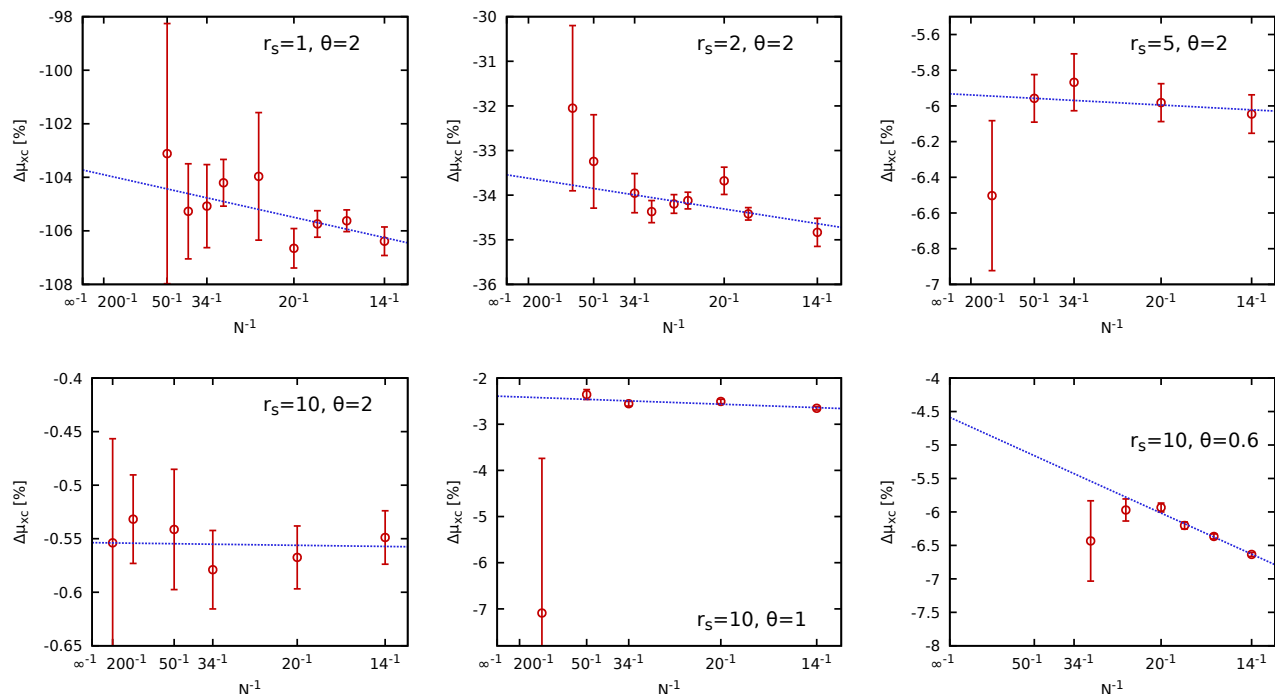 rₛ=1, θ=2
Δμxc [%]
-98
-100
-102
-104
-106
-108
∞⁻¹ 200⁻¹ 50⁻¹ 34⁻¹ 20⁻¹ 14⁻¹
N⁻¹
rₛ=2, θ=2
Δμxc [%]
-30
-31
-32
-33
-34
-35
-36
∞⁻¹ 200⁻¹ 50⁻¹ 34⁻¹ 20⁻¹ 14⁻¹
N⁻¹
rₛ=5, θ=2
Δμxc [%]
-5.6
-5.8
-6
-6.2
-6.4
-6.6
-6.8
-7
∞⁻¹ 200⁻¹ 50⁻¹ 34⁻¹ 20⁻¹ 14⁻¹
N⁻¹
rₛ=10, θ=2
Δμxc [%]
-0.4
-0.45
-0.5
-0.55
-0.6
-0.65
∞⁻¹ 200⁻¹ 50⁻¹ 34⁻¹ 20⁻¹ 14⁻¹
N⁻¹
rₛ=10, θ=1
Δμxc [%]
-2
-3
-4
-5
-6
-7
∞⁻¹ 200⁻¹ 50⁻¹ 34⁻¹ 20⁻¹ 14⁻¹
N⁻¹
rₛ=10, θ=0.6
Δμxc [%]
-4
-4.5
-5
-5.5
-6
-6.5
-7
-7.5
-8
∞⁻¹ 50⁻¹ 34⁻¹ 20⁻¹ 14⁻¹
N⁻¹